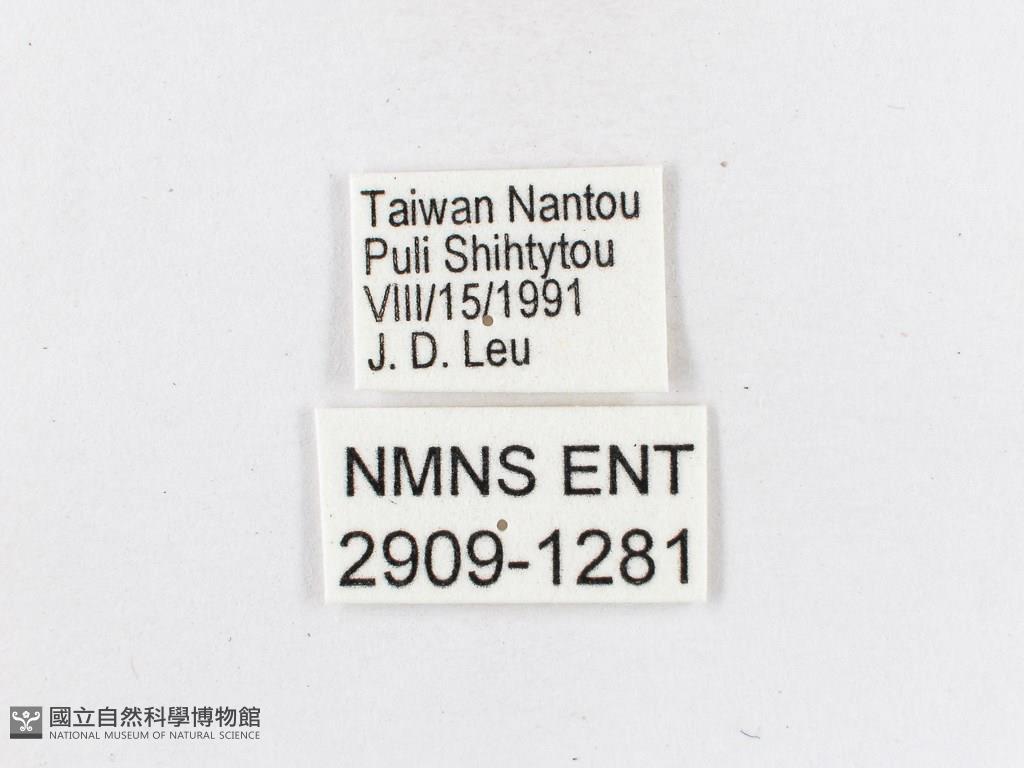 Taiwan Nantou
Puli Shihtytou
VIII/15/1991
J. D. Leu
NMNS ENT
2909-1281
國立自然科學博物館
NATIONAL MUSEUM OF NATURAL SCIENCE